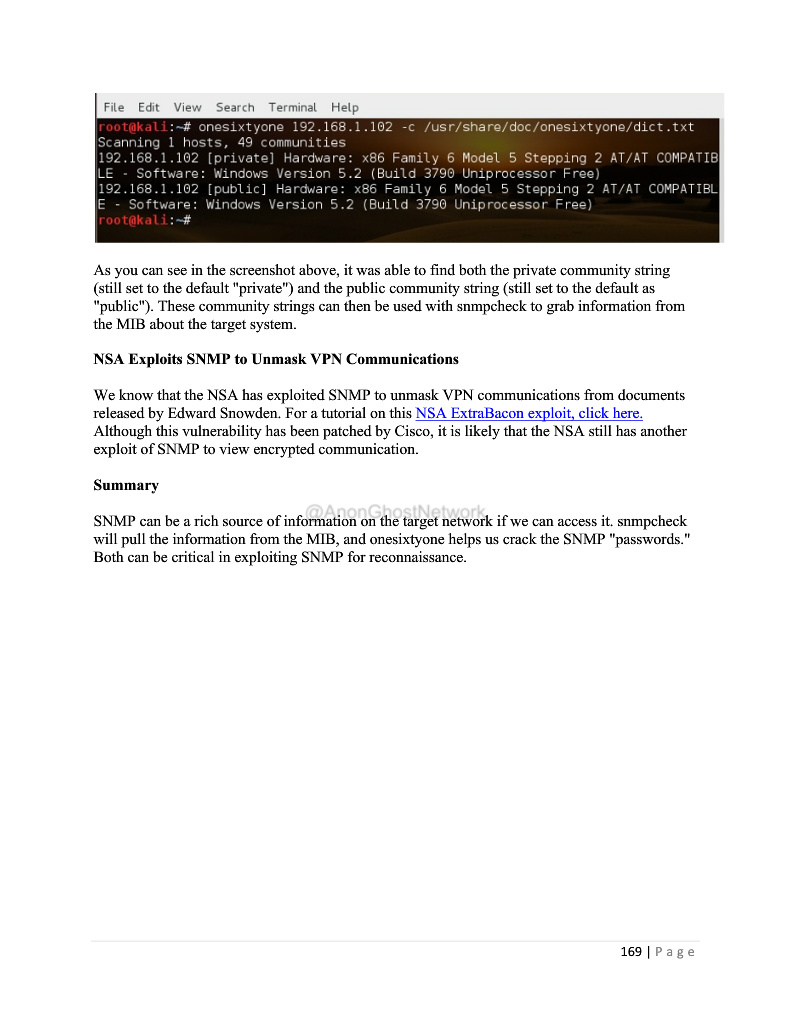 File Edit View Search Terminal Help
root@kali:~# onesixtyone 192.168.1.102 -c /usr/share/doc/onesixtyone/dict.txt
Scanning 1 hosts, 49 communities
192.168.1.102 [private] Hardware: x86 Family 6 Model 5 Stepping 2 AT/AT COMPATIB
LE - Software: Windows Version 5.2 (Build 3790 Uniprocessor Free)
192.168.1.102 [public] Hardware: x86 Family 6 Model 5 Stepping 2 AT/AT COMPATIBL
E - Software: Windows Version 5.2 (Build 3790 Uniprocessor Free)
root@kali:~#
As you can see in the screenshot above, it was able to find both the private community string
(still set to the default "private") and the public community string (still set to the default as
"public"). These community strings can then be used with snmpcheck to grab information from
the MIB about the target system.
NSA Exploits SNMP to Unmask VPN Communications
We know that the NSA has exploited SNMP to unmask VPN communications from documents
released by Edward Snowden. For a tutorial on this NSA ExtraBacon exploit, click here.
Although this vulnerability has been patched by Cisco, it is likely that the NSA still has another
exploit of SNMP to view encrypted communication.
Summary
@AnonGhostNetwork
SNMP can be a rich source of information on the target network if we can access it. snmpcheck
will pull the information from the MIB, and onesixtyone helps us crack the SNMP "passwords."
Both can be critical in exploiting SNMP for reconnaissance.
169 | Page